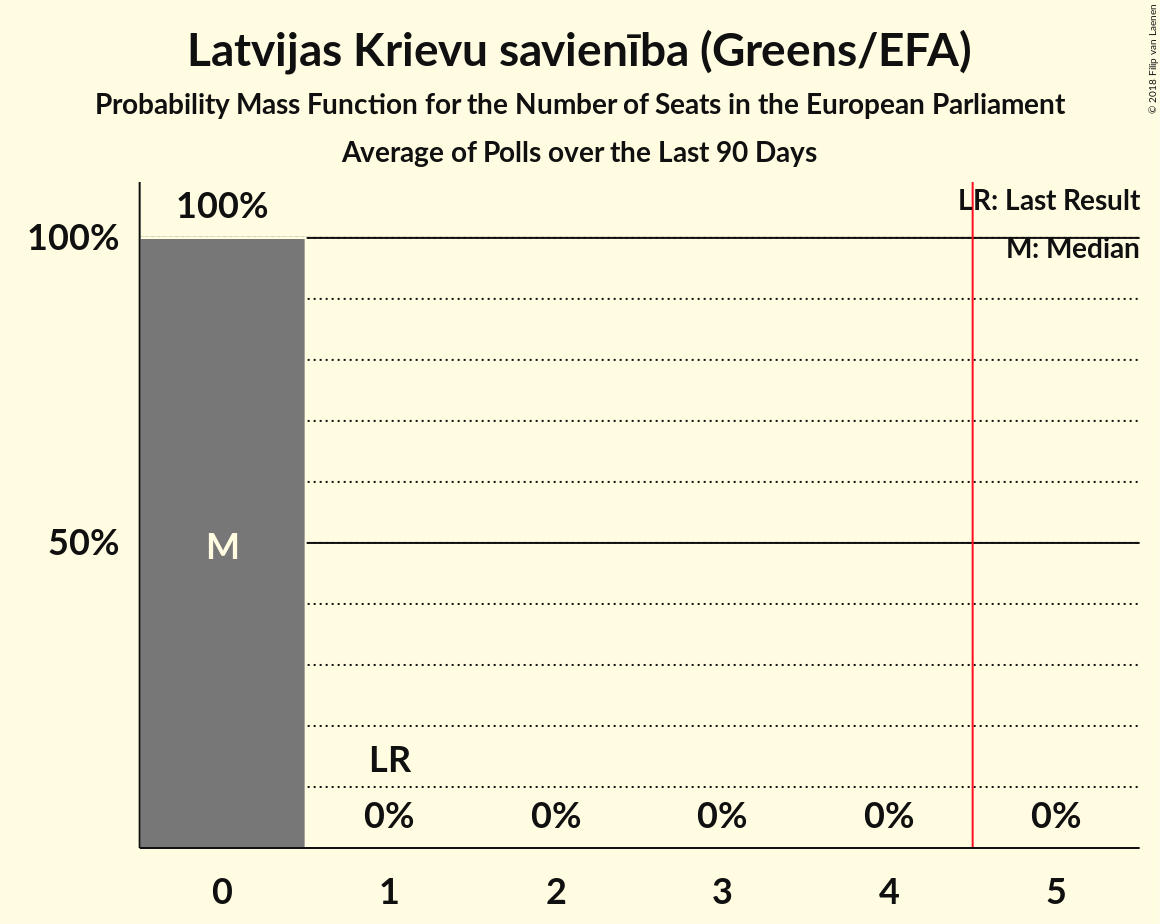 Latvijas Krievu savienība (Greens/EFA)
Probability Mass Function for the Number of Seats in the European Parliament
Average of Polls over the Last 90 Days
© 2018 Filip van Laenen
LR: Last Result
M: Median
100%
100%
50%
M
LR
0%
0%
0%
0%
0%
0
1
2
3
4
5